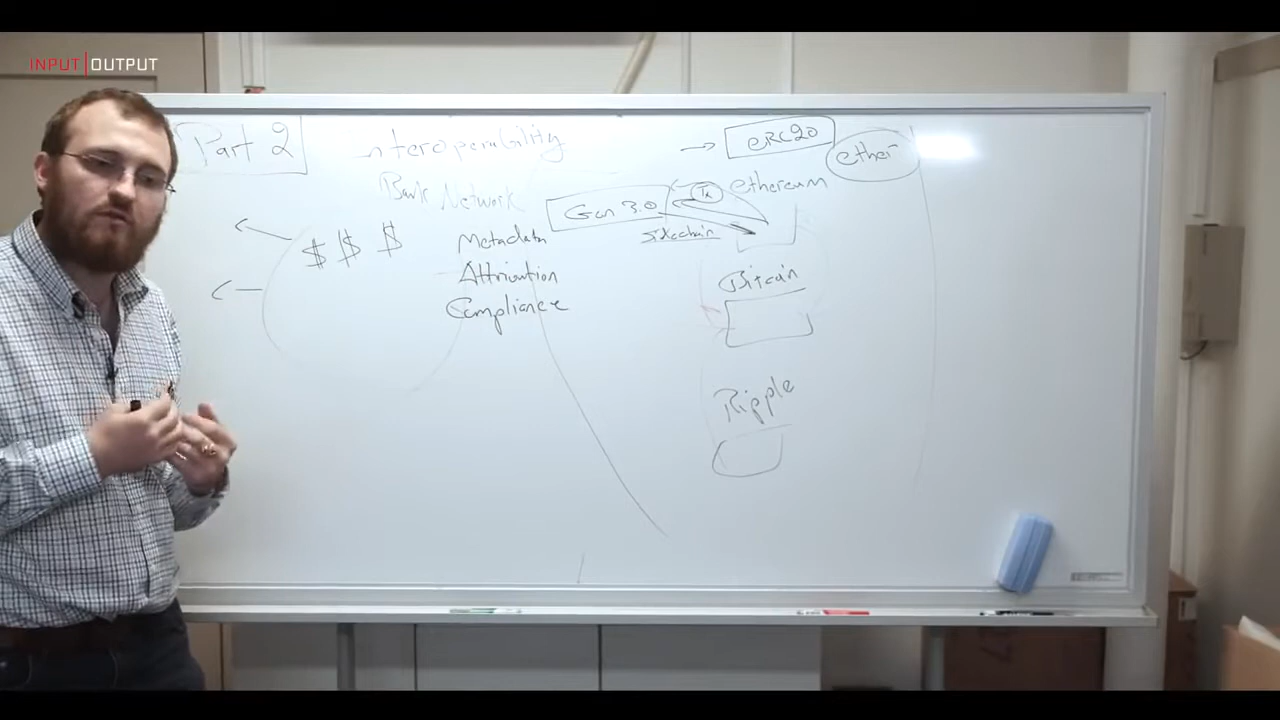 INPUT|OUTPUT
Part 2
nteroperability
Bank Network
$ $ $
Metadata
Attribution
Compliance
→ eRC20
ether
ethereum
Tx
Gen 3.0
sidechain
Bitcoin
Ripple